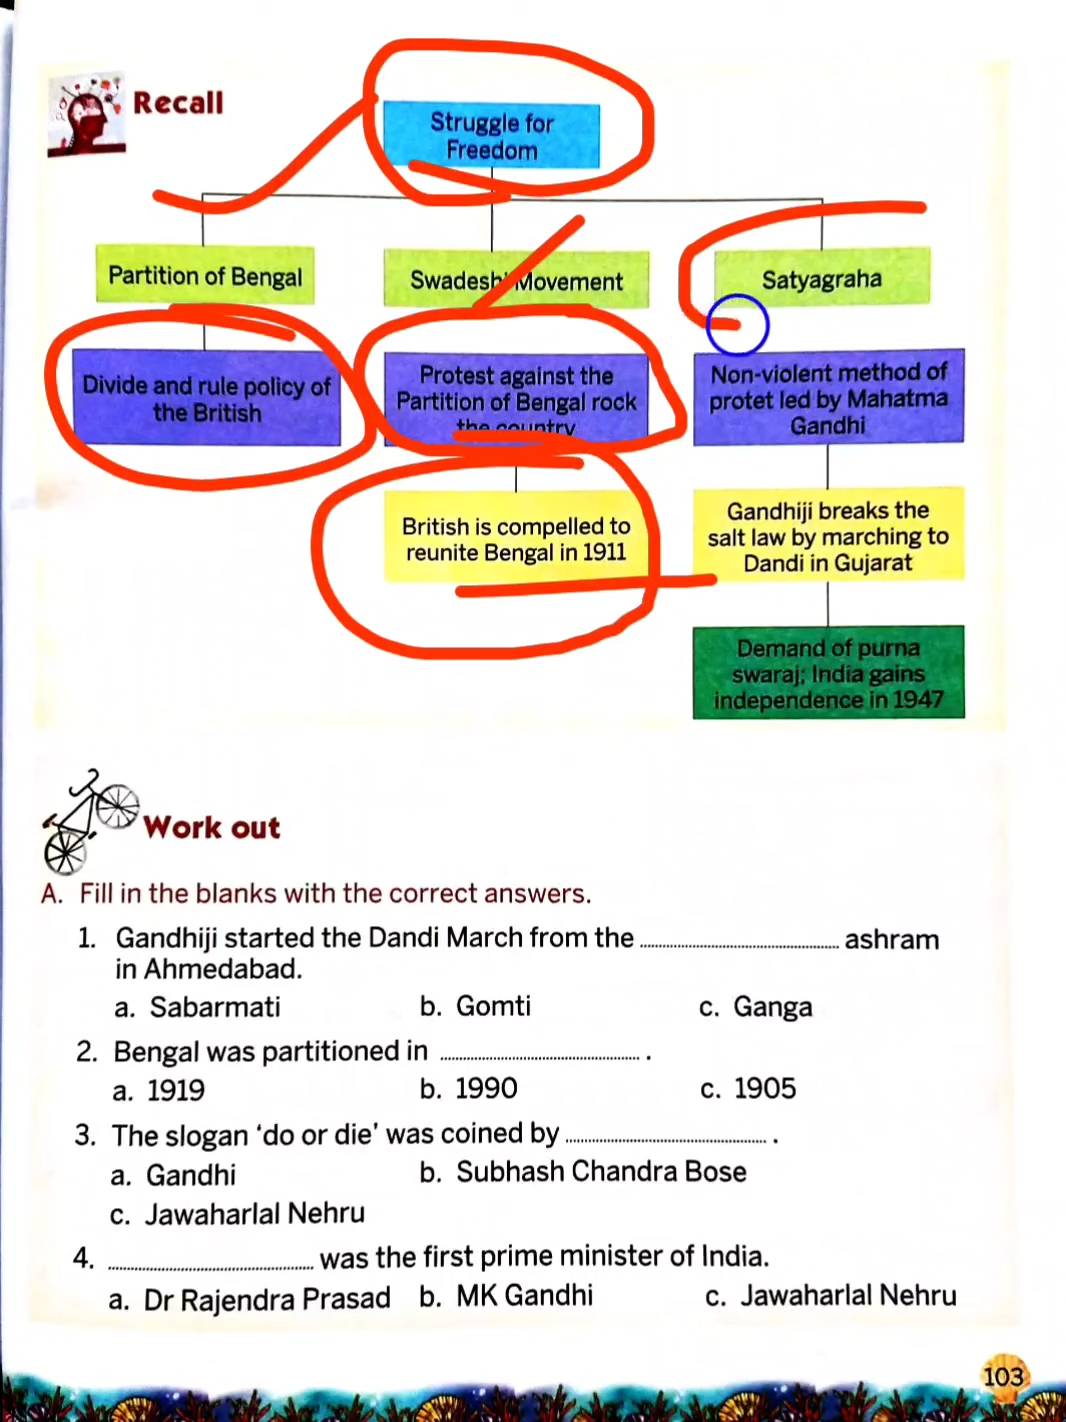 Recall
Struggle for
Freedom
Partition of Bengal
Swadeshi Movement
Satyagraha
Divide and rule policy of
the British
Protest against the
Partition of Bengal rock
the country
Non-violent method of
protet led by Mahatma
Gandhi
British is compelled to
reunite Bengal in 1911
Gandhiji breaks the
salt law by marching to
Dandi in Gujarat
Demand of purna
swaraj; India gains
independence in 1947
Work out
A. Fill in the blanks with the correct answers.
1. Gandhiji started the Dandi March from the ........................ ashram
in Ahmedabad.
a. Sabarmati b. Gomti c. Ganga
2. Bengal was partitioned in ........................ .
a. 1919 b. 1990 c. 1905
3. The slogan ‘do or die’ was coined by ........................ .
a. Gandhi b. Subhash Chandra Bose
c. Jawaharlal Nehru
4. ........................ was the first prime minister of India.
a. Dr Rajendra Prasad b. MK Gandhi c. Jawaharlal Nehru
103